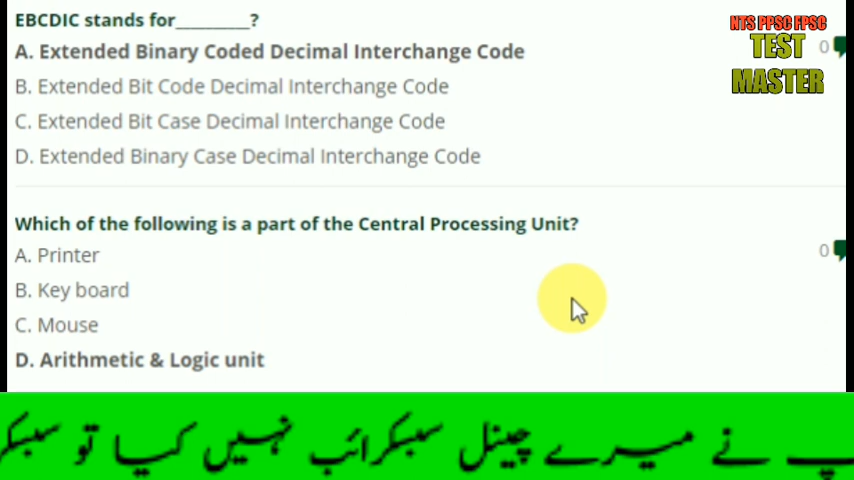 EBCDIC stands for_________?
A. Extended Binary Coded Decimal Interchange Code
B. Extended Bit Code Decimal Interchange Code
C. Extended Bit Case Decimal Interchange Code
D. Extended Binary Case Decimal Interchange Code
NTS PPSC FPSC
TEST
MASTER
0
Which of the following is a part of the Central Processing Unit?
0
A. Printer
B. Key board
C. Mouse
D. Arithmetic & Logic unit
نے میرے چینل سبسکرائب نہیں کیا تو